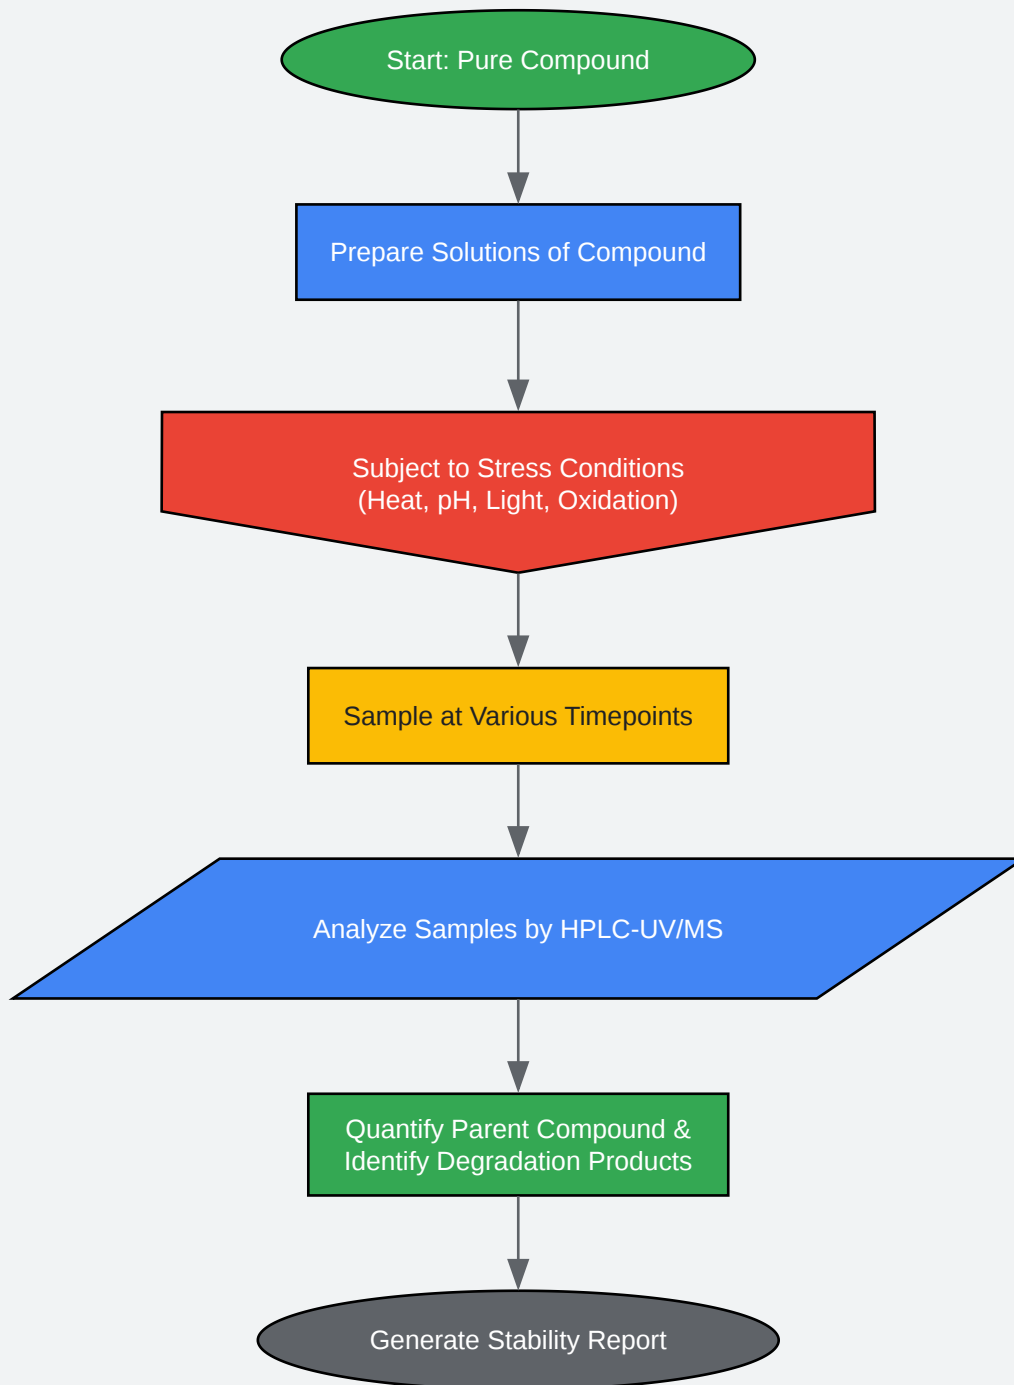 Start: Pure Compound
Prepare Solutions of Compound
Subject to Stress Conditions
(Heat, pH, Light, Oxidation)
Sample at Various Timepoints
Analyze Samples by HPLC-UV/MS
Quantify Parent Compound &
Identify Degradation Products
Generate Stability Report